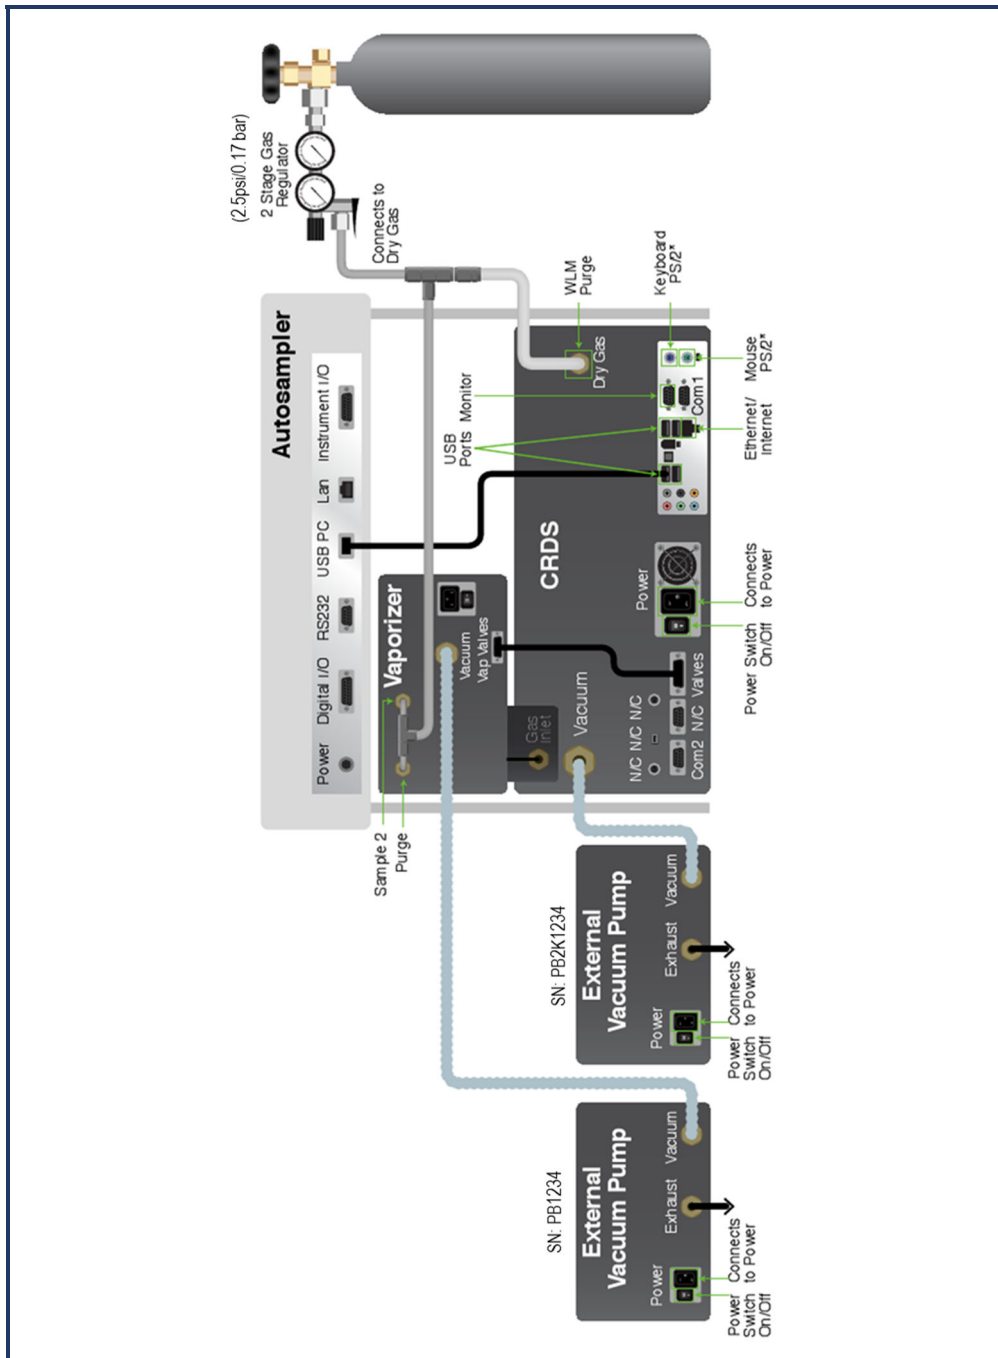 (2.5psi/0.17 bar)
2 Stage Gas
Regulator
Connects to
Dry Gas
Autosampler
Power
Digital I/O
RS232
USB PC
Lan
Instrument I/O
Vaporizer
Sample 2
Purge
Vacuum
Vap Valves
Gas
Inlet
CRDS
Vacuum
N/C
N/C
N/C
Com2
N/C
Valves
Power
Power
Switch
On/Off
Connects
to Power
USB
Ports
Monitor
WLM
Purge
Dry Gas
Keyboard
PS/2*
Com1
Ethernet/
Internet
Mouse
PS/2*
SN: PB2K1234
External
Vacuum Pump
Power
Exhaust
Vacuum
Power
Switch
On/Off
Connects
to Power
SN: PB1234
External
Vacuum Pump
Power
Exhaust
Vacuum
Power
Switch
On/Off
Connects
to Power